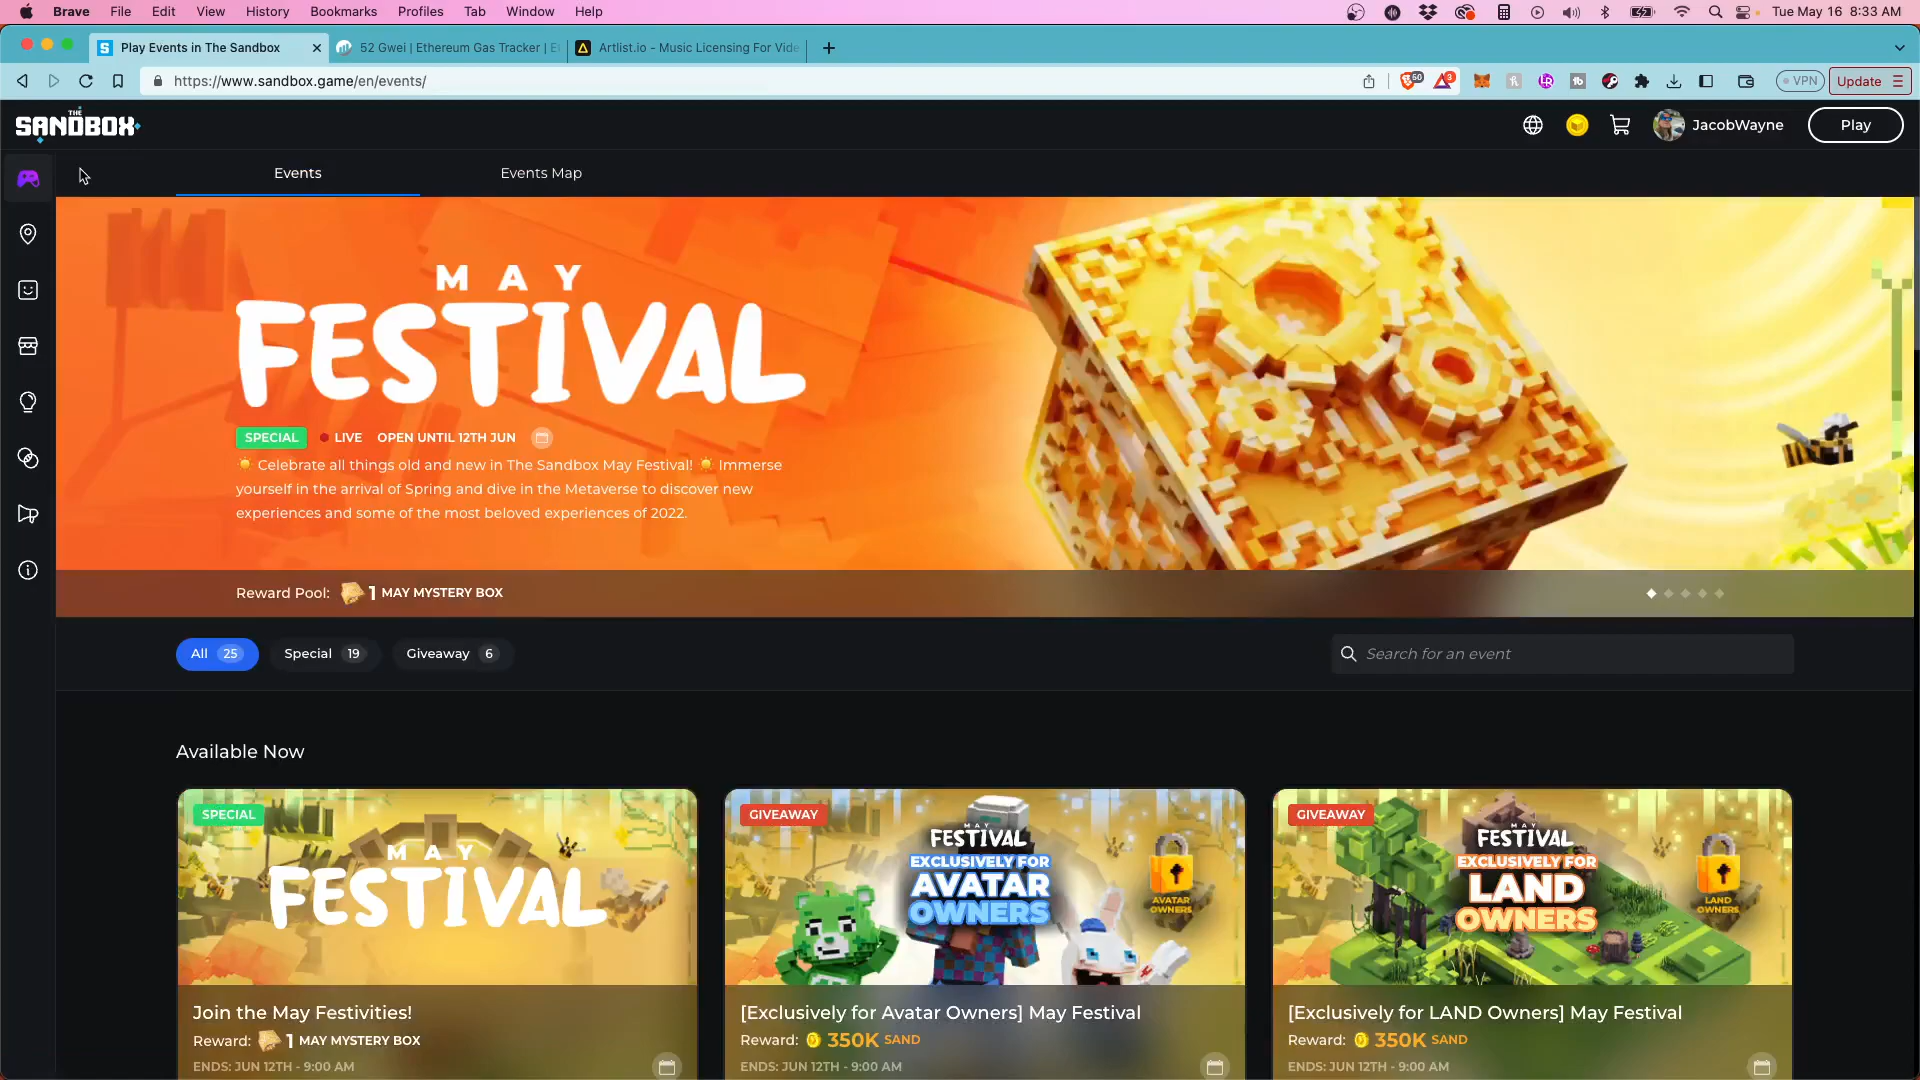 Brave File Edit View History Bookmarks Profiles Tab Window Help Tue May 16 8:33 AM
Play Events in The Sandbox 52 Gwei | Ethereum Gas Tracker | E Artlist.io - Music Licensing For Vide
https://www.sandbox.game/en/events/ 50 3 VPN Update
THE
SANDBOX JacobWayne Play
Events Events Map
MAY
FESTIVAL
SPECIAL LIVE OPEN UNTIL 12TH JUN
Celebrate all things old and new in The Sandbox May Festival! Immerse
yourself in the arrival of Spring and dive in the Metaverse to discover new
experiences and some of the most beloved experiences of 2022.
Reward Pool: 1 MAY MYSTERY BOX
All 25 Special 19 Giveaway 6 Search for an event
Available Now
SPECIAL
MAY
FESTIVAL
Join the May Festivities!
Reward: 1 MAY MYSTERY BOX
ENDS: JUN 12TH - 9:00 AM
GIVEAWAY
MAY
FESTIVAL
EXCLUSIVELY FOR
AVATAR
OWNERS
AVATAR
OWNERS
[Exclusively for Avatar Owners] May Festival
Reward: 350K SAND
ENDS: JUN 12TH - 9:00 AM
GIVEAWAY
MAY
FESTIVAL
EXCLUSIVELY FOR
LAND
OWNERS
LAND
OWNERS
[Exclusively for LAND Owners] May Festival
Reward: 350K SAND
ENDS: JUN 12TH - 9:00 AM